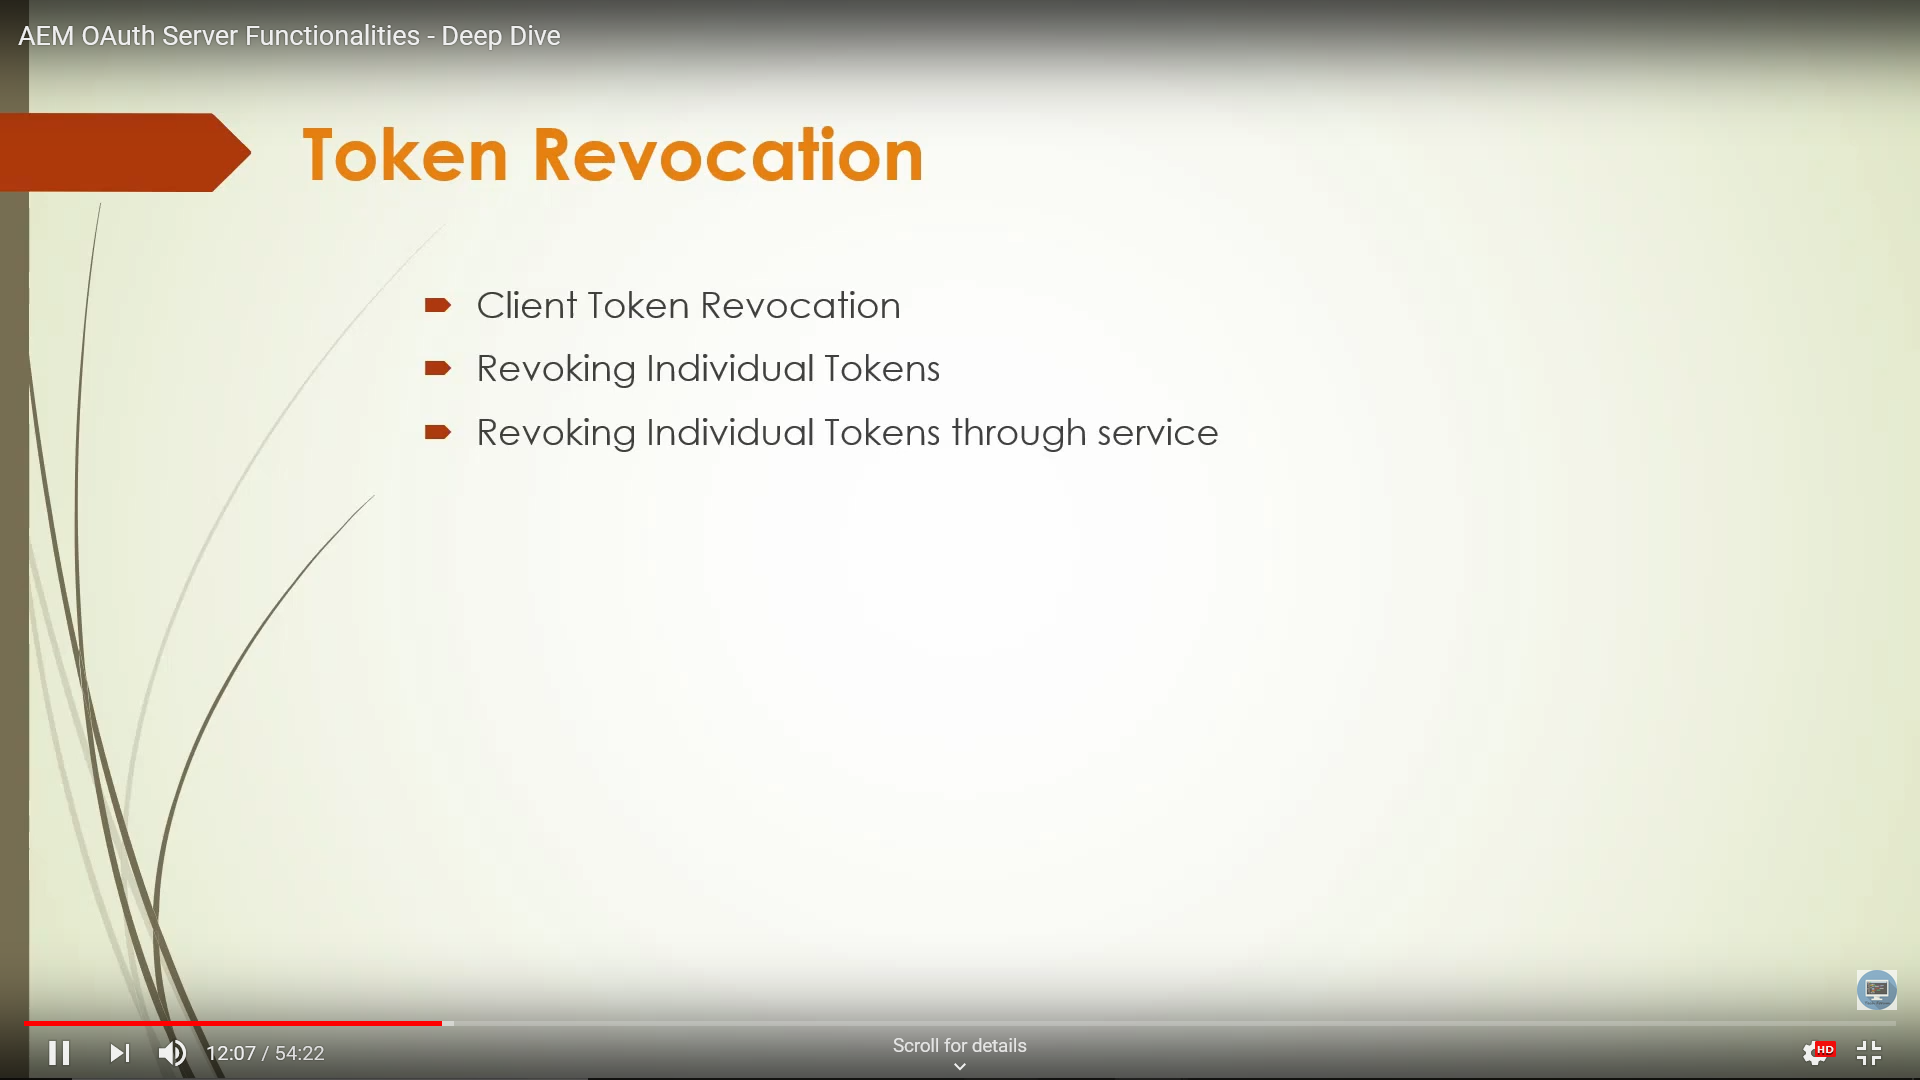 AEM OAuth Server Functionalities - Deep Dive
Token Revocation
Client Token Revocation
Revoking Individual Tokens
Revoking Individual Tokens through service
12:07 / 54:22
Scroll for details
HD